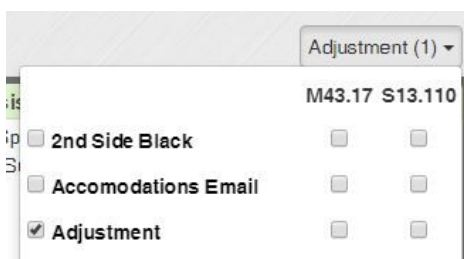 Adjustment (1)
M43.17 S13.110
2nd Side Black
Accomodations Email
Adjustment